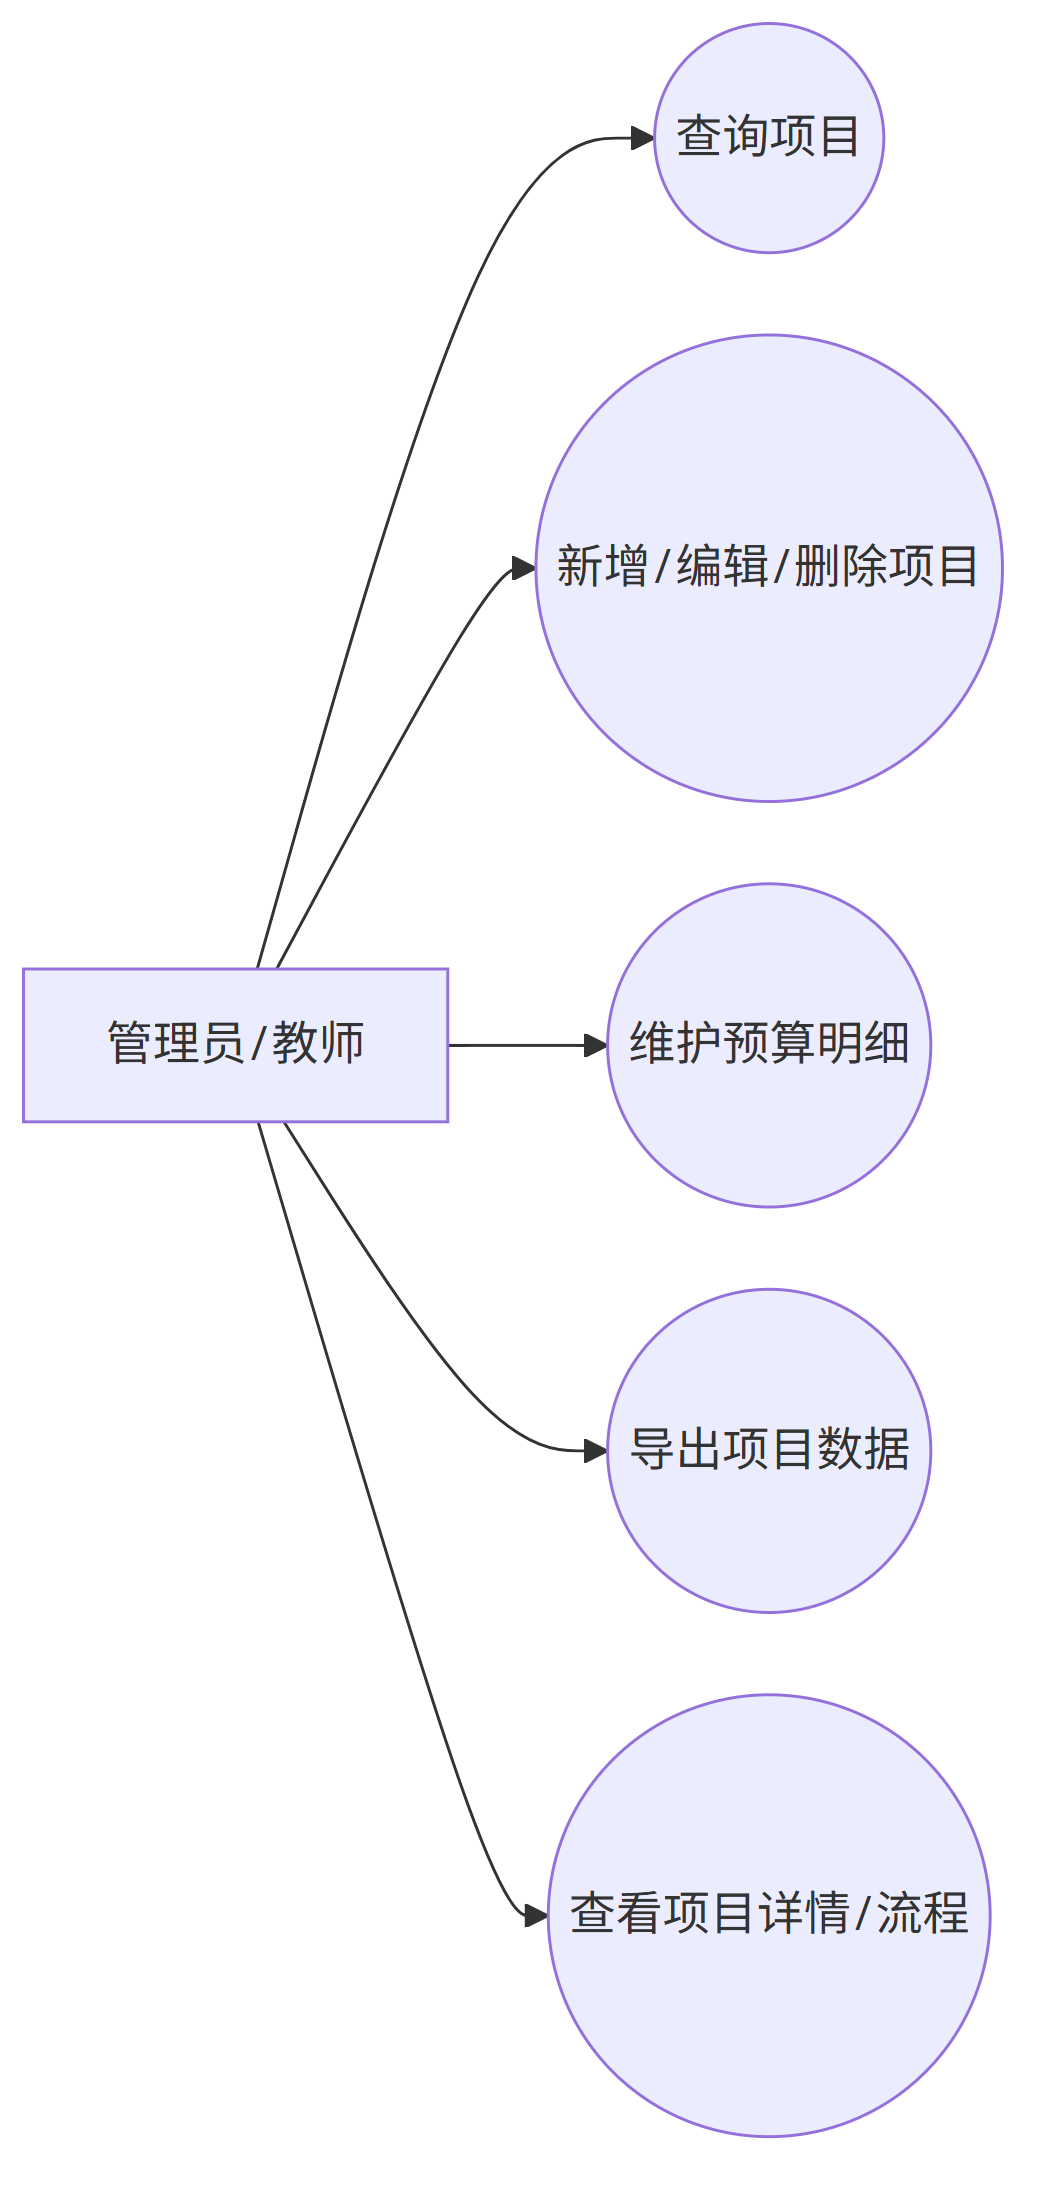 查询项目
新增/编辑/删除项目
管理员/教师
维护预算明细
导出项目数据
查看项目详情/流程